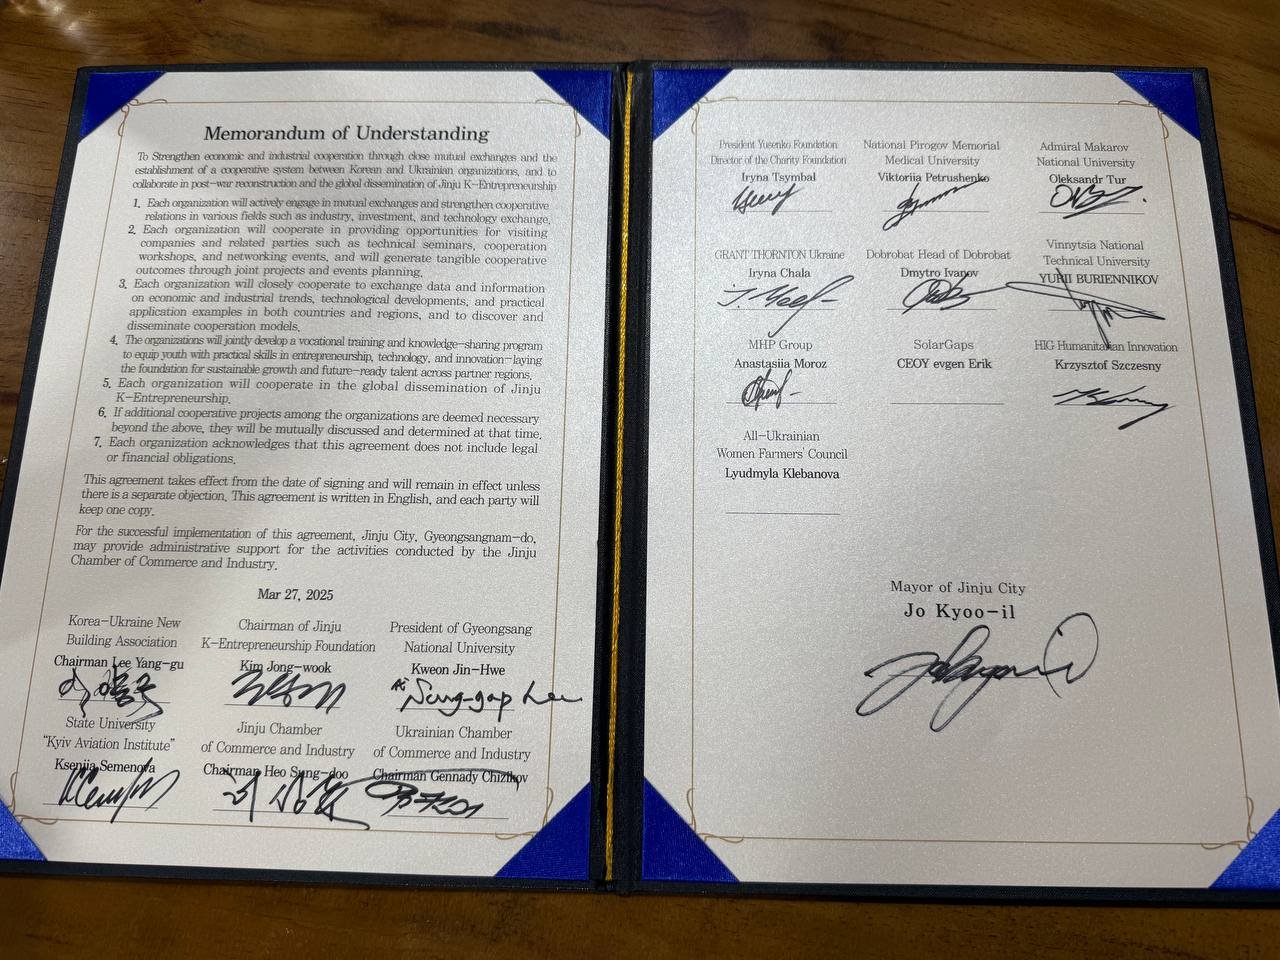 Memorandum of Understanding
To Strengthen economic and industrial cooperation through close mutual exchanges and the
establishment of a cooperative system between Korean and Ukrainian organizations, and to
collaborate in post-war reconstruction and the global dissemination of Jinju K-Entrepreneurship
1. Each organization will actively engage in mutual exchanges and strengthen cooperative
relations in various fields such as industry, investment, and technology exchange.
2. Each organization will cooperate in providing opportunities for visiting
companies and related parties such as technical seminars, cooperation
workshops, and networking events, and will generate tangible cooperative
outcomes through joint projects and events planning.
3. Each organization will closely cooperate to exchange data and information
on economic and industrial trends, technological developments, and practical
application examples in both countries and regions, and to discover and
disseminate cooperation models.
4. The organizations will jointly develop a vocational training and knowledge-sharing program
to equip youth with practical skills in entrepreneurship, technology, and innovation-laying
the foundation for sustainable growth and future-ready talent across partner regions.
5. Each organization will cooperate in the global dissemination of Jinju
K-Entrepreneurship.
6. If additional cooperative projects among the organizations are deemed necessary
beyond the above, they will be mutually discussed and determined at that time.
7. Each organization acknowledges that this agreement does not include legal
or financial obligations.
This agreement takes effect from the date of signing and will remain in effect unless
there is a separate objection. This agreement is written in English, and each party will
keep one copy.
For the successful implementation of this agreement, Jinju City, Gyeongsangnam-do,
may provide administrative support for the activities conducted by the Jinju
Chamber of Commerce and Industry.
Mar 27, 2025
Korea-Ukraine New
Building Association
Chairman Lee Yang-gu
Chairman of Jinju
K-Entrepreneurship Foundation
Kim Jong-wook
President of Gyeongsang
National University
Kweon Jin-Hwe
Sung-gap Lee
State University
"Kyiv Aviation Institute"
Kseniia Semenova
Jinju Chamber
of Commerce and Industry
Chairman Heo Sung-doo
Ukrainian Chamber
of Commerce and Industry
Chairman Gennady Chizhkov
President Yusenko Foundation
Director of the Charity Foundation
Iryna Tsymbal
National Pirogov Memorial
Medical University
Viktoriia Petrushenko
Admiral Makarov
National University
Oleksandr Tur
GRANT THORNTON Ukraine
Iryna Chala
Dobrobat Head of Dobrobat
Dmytro Ivanov
Vinnytsia National
Technical University
YURII BURIENNIKOV
MHP Group
Anastasiia Moroz
SolarGaps
CEOY evgen Erik
HIG Humanitarian Innovation
Krzysztof Szczesny
All-Ukrainian
Women Farmers' Council
Lyudmyla Klebanova
Mayor of Jinju City
Jo Kyoo-il